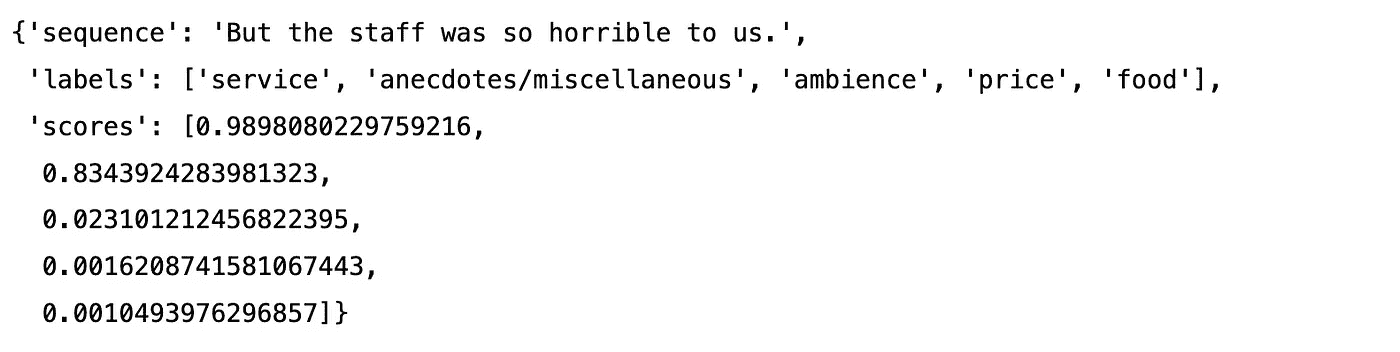 {'sequence': 'But the staff was so horrible to us.',
'labels': ['service', 'anecdotes/miscellaneous', 'ambience', 'price', 'food'],
'scores': [0.9898080229759216,
0.8343924283981323,
0.023101212456822395,
0.0016208741581067443,
0.0010493976296857]}